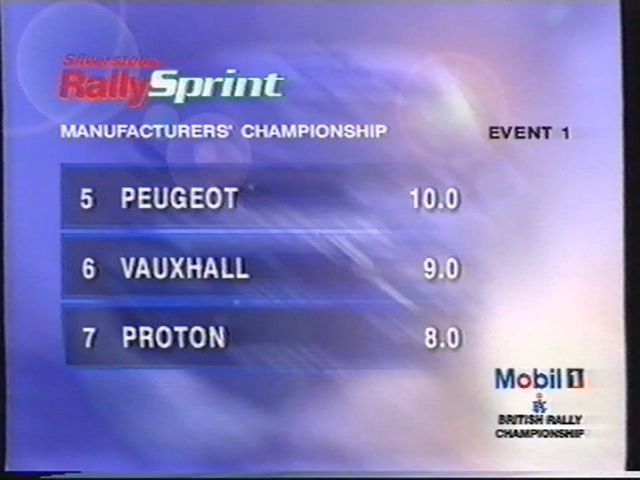 Silverstone
RallySprint
MANUFACTURERS' CHAMPIONSHIP EVENT 1
5 PEUGEOT 10.0
6 VAUXHALL 9.0
7 PROTON 8.0
Mobil 1
BRITISH RALLY
CHAMPIONSHIP